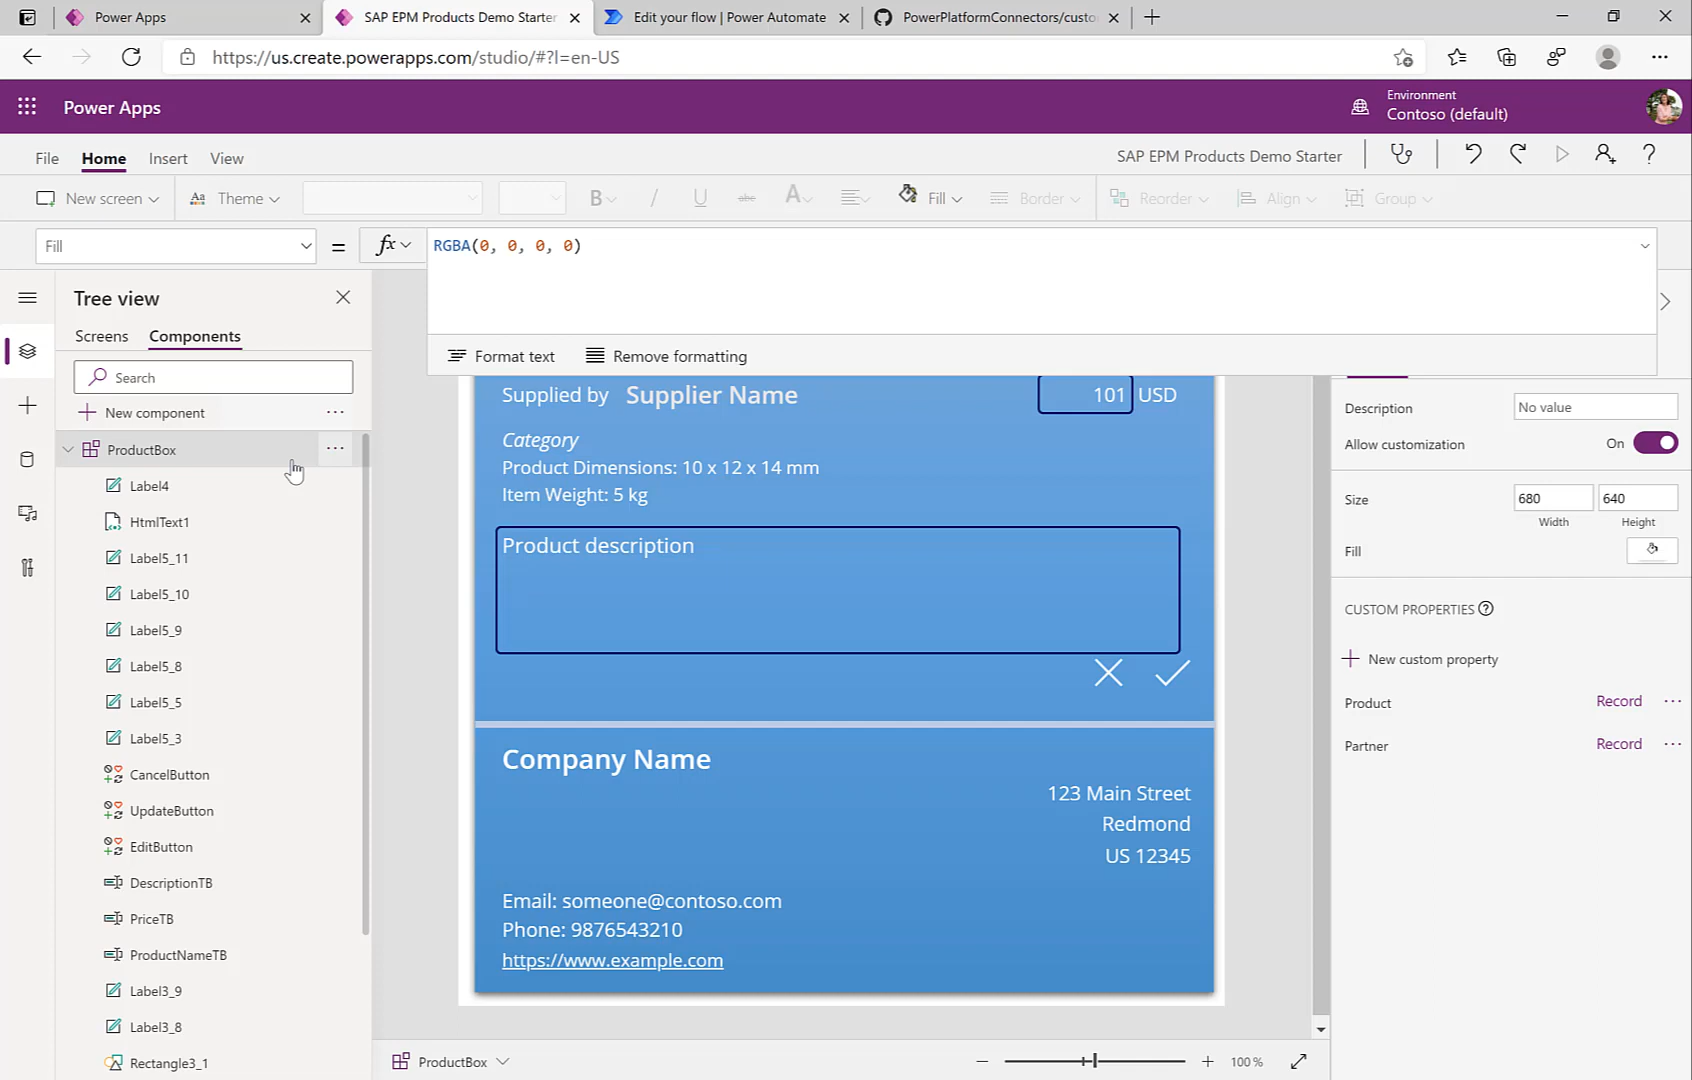 Power Apps
SAP EPM Products Demo Starter
Edit your flow | Power Automate
PowerPlatformConnectors/custo
https://us.create.powerapps.com/studio/#?l=en-US
Power Apps
Environment
Contoso (default)
File
Home
Insert
View
SAP EPM Products Demo Starter
New screen
Aa Theme
B
/
U
abc
A
Fill
Border
Reorder
Align
Group
Fill
=
fx
RGBA(0, 0, 0, 0)
Format text
Remove formatting
Tree view
Screens
Components
Search
New component
ProductBox
Label4
HtmlText1
Label5_11
Label5_10
Label5_9
Label5_8
Label5_5
Label5_3
CancelButton
UpdateButton
EditButton
DescriptionTB
PriceTB
ProductNameTB
Label3_9
Label3_8
Rectangle3_1
Supplied by Supplier Name
101 USD
Category
Product Dimensions: 10 x 12 x 14 mm
Item Weight: 5 kg
Product description
Company Name
123 Main Street
Redmond
US 12345
Email: someone@contoso.com
Phone: 9876543210
https://www.example.com
ProductBox
100 %
Description
No value
Allow customization
On
Size
680
640
Width
Height
Fill
CUSTOM PROPERTIES
New custom property
Product
Record
Partner
Record